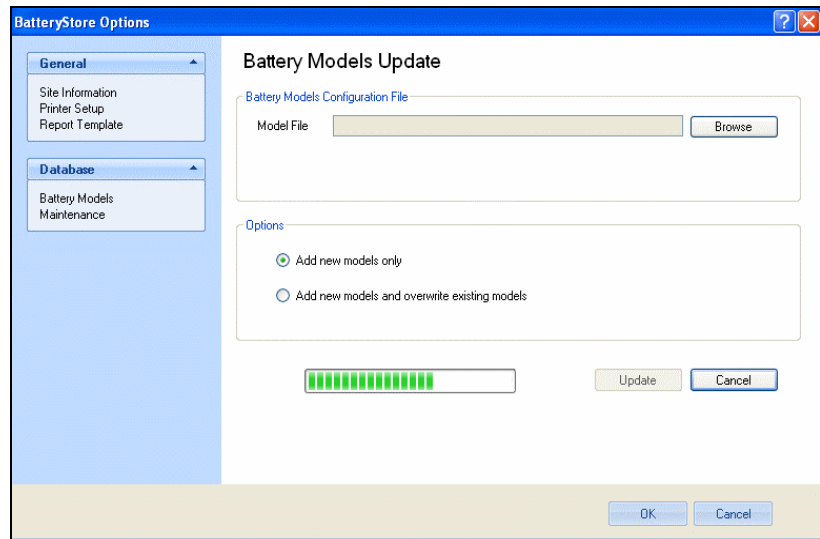 BatteryStore Options
General
Site Information
Printer Setup
Report Template
Database
Battery Models
Maintenance
Battery Models Update
Battery Models Configuration File
Model File
Browse
Options
Add new models only
Add new models and overwrite existing models
Update
Cancel
OK
Cancel